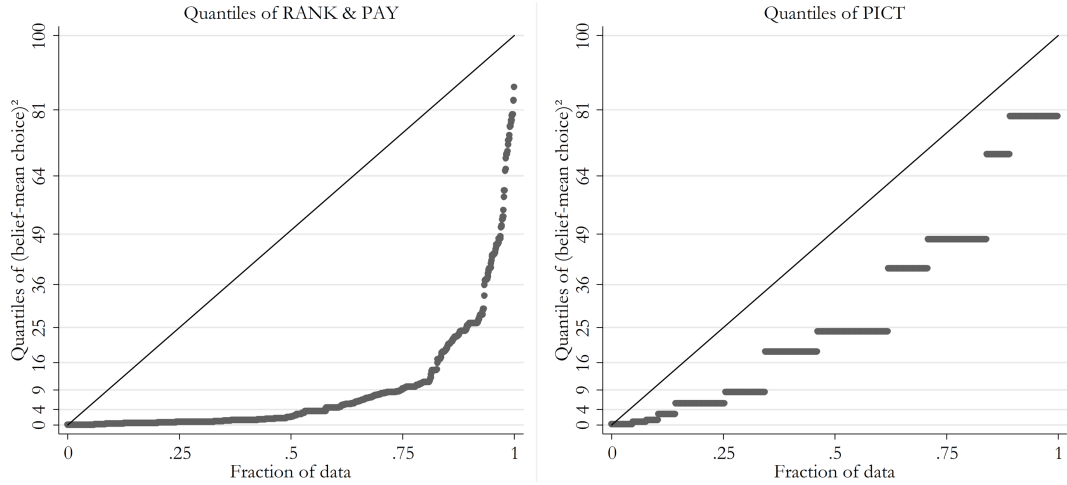 Quantiles of RANK & PAY
Quantiles of (belief-mean choice)²
100
81
64
49
36
25
16
9
4
0
0 .25 .5 .75 1
Fraction of data
Quantiles of PICT
Quantiles of (belief-mean choice)²
100
81
64
49
36
25
16
9
4
0
0 .25 .5 .75 1
Fraction of data